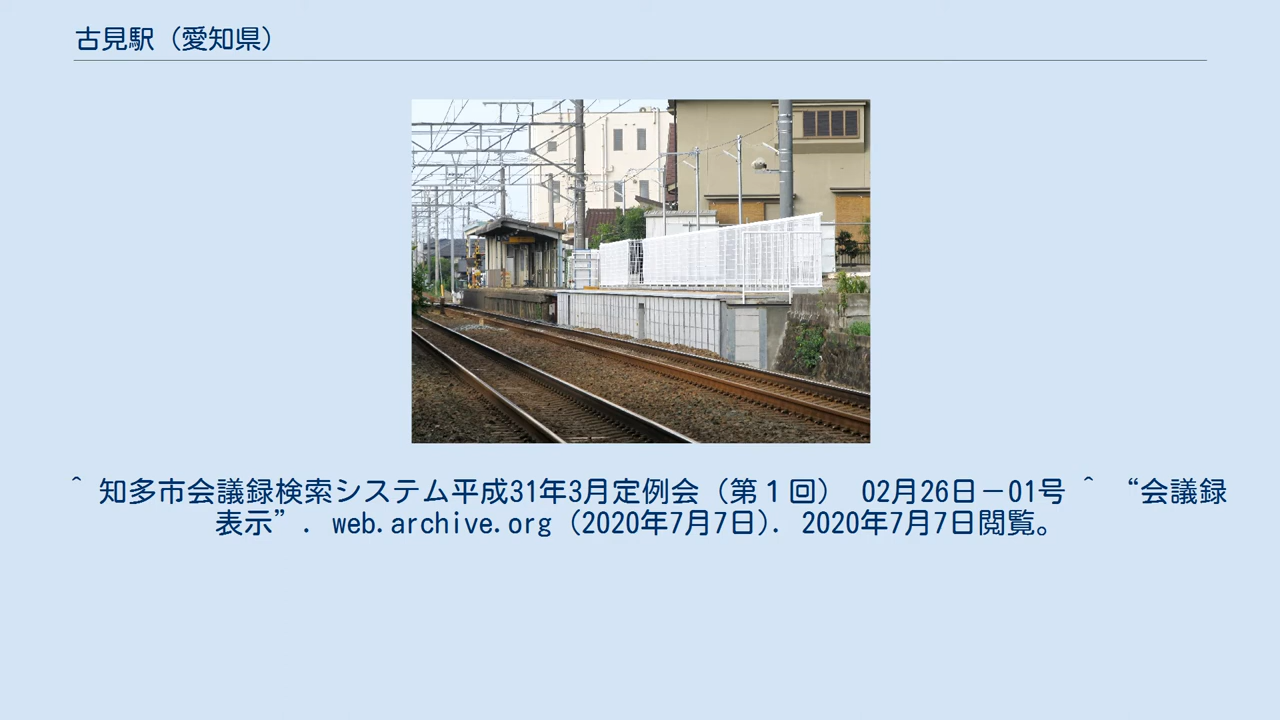 古見駅（愛知県）
^ 知多市会議録検索システム平成31年3月定例会（第１回） 02月26日－01号 ^ “会議録
表示”. web.archive.org (2020年7月7日). 2020年7月7日閲覧。